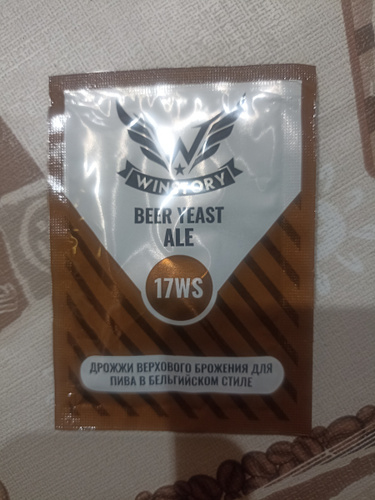 WINSTORY
BEER YEAST
ALE
17WS
ДРОЖЖИ ВЕРХОВОГО БРОЖЕНИЯ ДЛЯ
ПИВА В БЕЛЬГИЙСКОМ СТИЛЕ